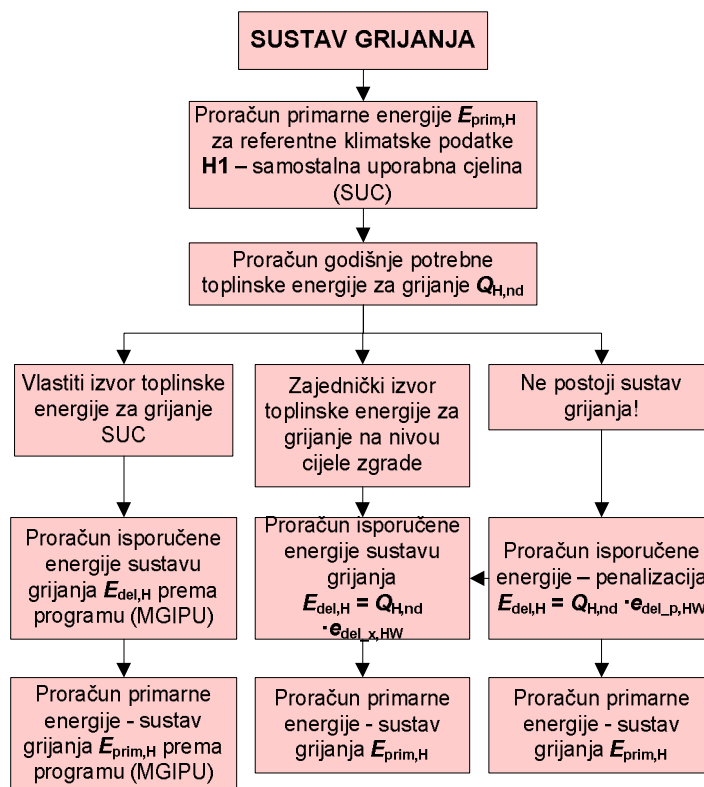 SUSTAV GRIJANJA
Proračun primarne energije Eprim,H
za referentne klimatske podatke
H1 – samostalna uporabna cjelina
(SUC)
Proračun godišnje potrebne
toplinske energije za grijanje QH,nd
Vlastiti izvor toplinske
energije za grijanje
SUC
Zajednički izvor
toplinske energije za
grijanje na nivou
cijele zgrade
Ne postoji sustav
grijanja!
Proračun isporučene
energije sustavu
grijanja Edel,H prema
programu (MGIPU)
Proračun isporučene
energije sustavu
grijanja
Edel,H = QH,nd
·edel_x,HW
Proračun isporučene
energije – penalizacija
Edel,H = QH,nd ·edel_p,HW
Proračun primarne
energije - sustav
grijanja Eprim,H prema
programu (MGIPU)
Proračun primarne
energije - sustav
grijanja Eprim,H
Proračun primarne
energije - sustav
grijanja Eprim,H